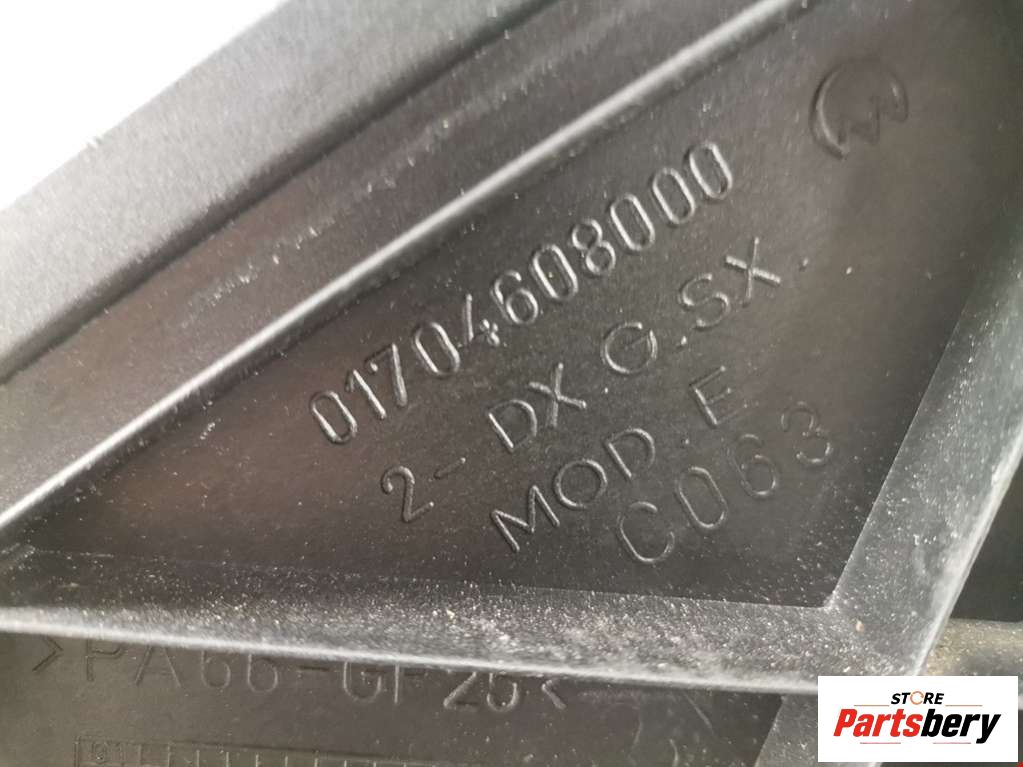 01704608000
2-DX.G.SX.
MOD.E
C063
>PA66-GF25<
STORE
Partsbery